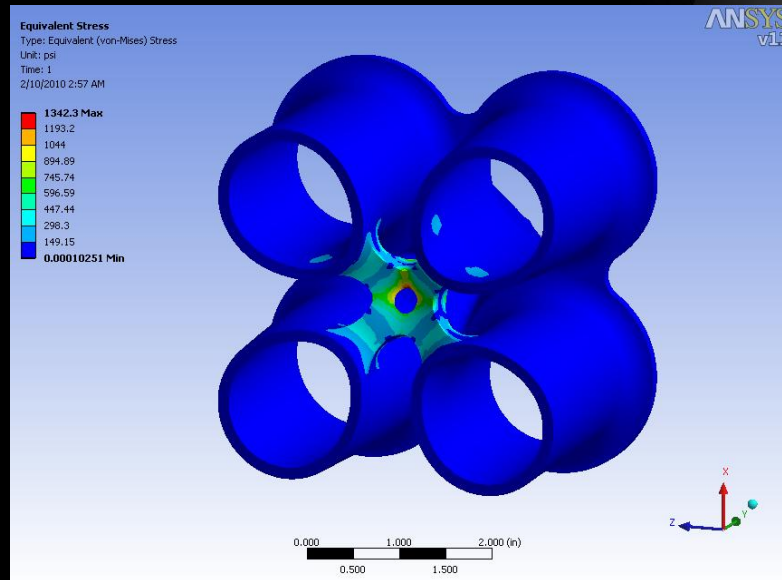 Equivalent Stress
Type: Equivalent (von-Mises) Stress
Unit: psi
Time: 1
2/10/2010 2:57 AM
1342.3 Max
1193.2
1044
894.89
745.74
596.59
447.44
298.3
149.15
0.00010251 Min
ANSYS
X
Z
Y
0.000 1.000 2.000 (in)
0.500 1.500